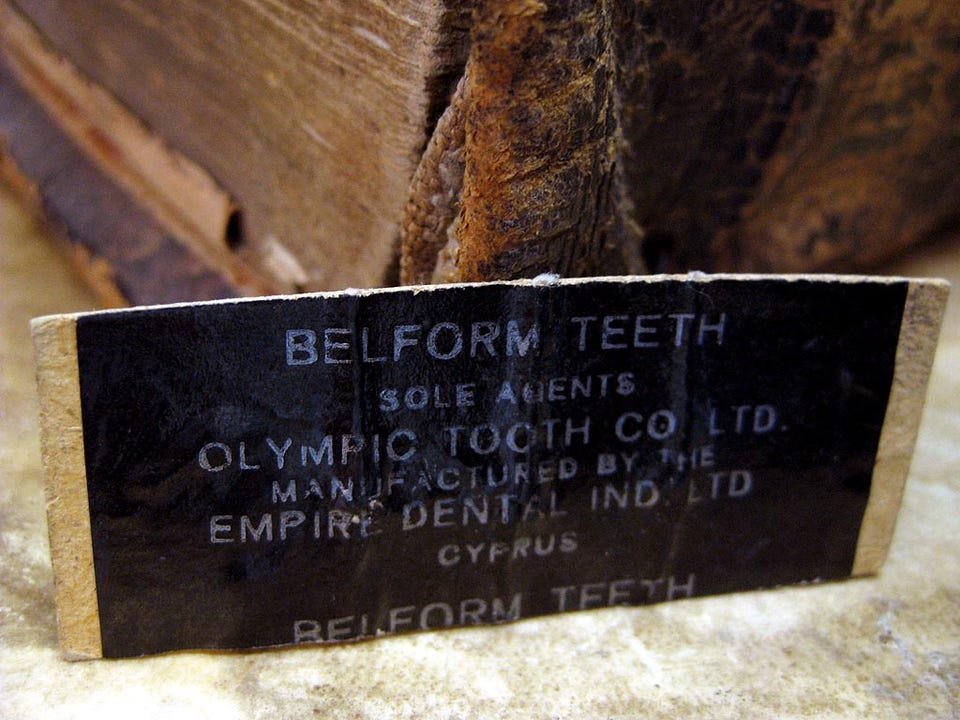 BELFORM TEETH
SOLE AGENTS
OLYMPIC TOOTH CO LTD.
MANUFACTURED BY THE
EMPIRE DENTAL IND. LTD
CYPRUS
BELFORM TEETH